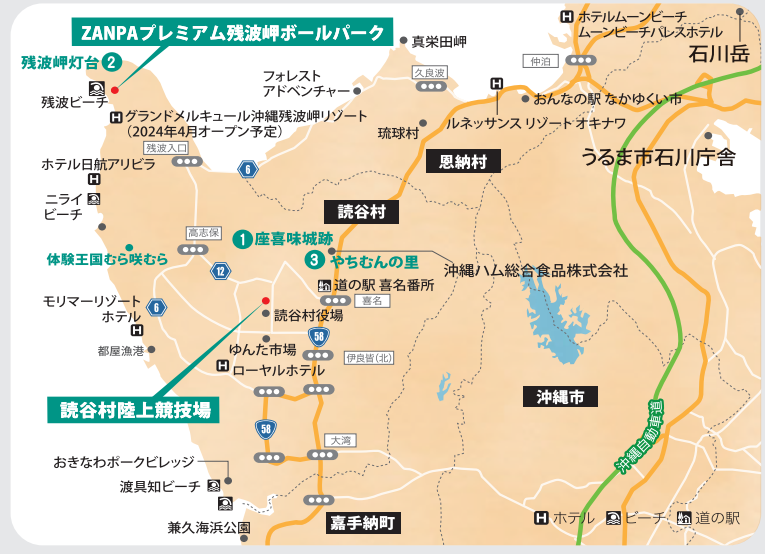 ZANPAプレミアム残波岬ボールパーク
残波岬灯台 2
残波ビーチ
H グランドメルキュール沖縄残波岬リゾート
（2024年4月オープン予定）
残波入口
ホテル日航アリビラ
H
ニライ
ビーチ
体験王国むら咲むら
高志保
6
12
6
モリマーリゾート
ホテル
H
都屋漁港
真栄田岬
フォレスト
アドベンチャー
久良波
琉球村
H
ルネッサンス リゾート オキナワ
仲泊
H ホテルムーンビーチ
ムーンビーチパレスホテル
石川岳
おんなの駅 なかゆくい市
うるま市石川庁舎
恩納村
読谷村
1 座喜味城跡
3 やちむんの里
沖縄ハム総合食品株式会社
道の駅 喜名番所
喜名
読谷村役場
58
ゆんた市場
伊良皆(北)
H ローヤルホテル
読谷村陸上競技場
58
大湾
沖縄市
沖縄自動車道
おきなわポークビレッジ
渡具知ビーチ
兼久海浜公園
嘉手納町
H ホテル ビーチ 道の駅